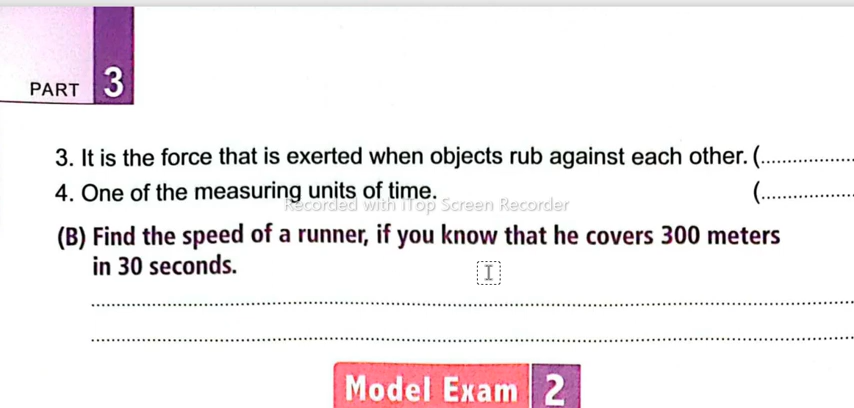 PART 3
3. It is the force that is exerted when objects rub against each other. (..................
4. One of the measuring units of time. (..................
Recorded with iTop Screen Recorder
(B) Find the speed of a runner, if you know that he covers 300 meters
in 30 seconds.
Model Exam 2